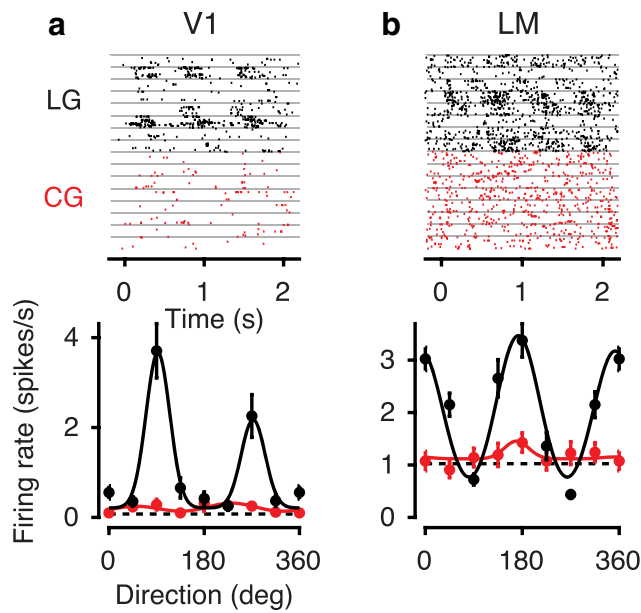 a V1 b LM
LG
CG
0 1 2 0 1 2
Time (s)
Firing rate (spikes/s)
4
2
0
3
2
1
0
0 180 360 0 180 360
Direction (deg)